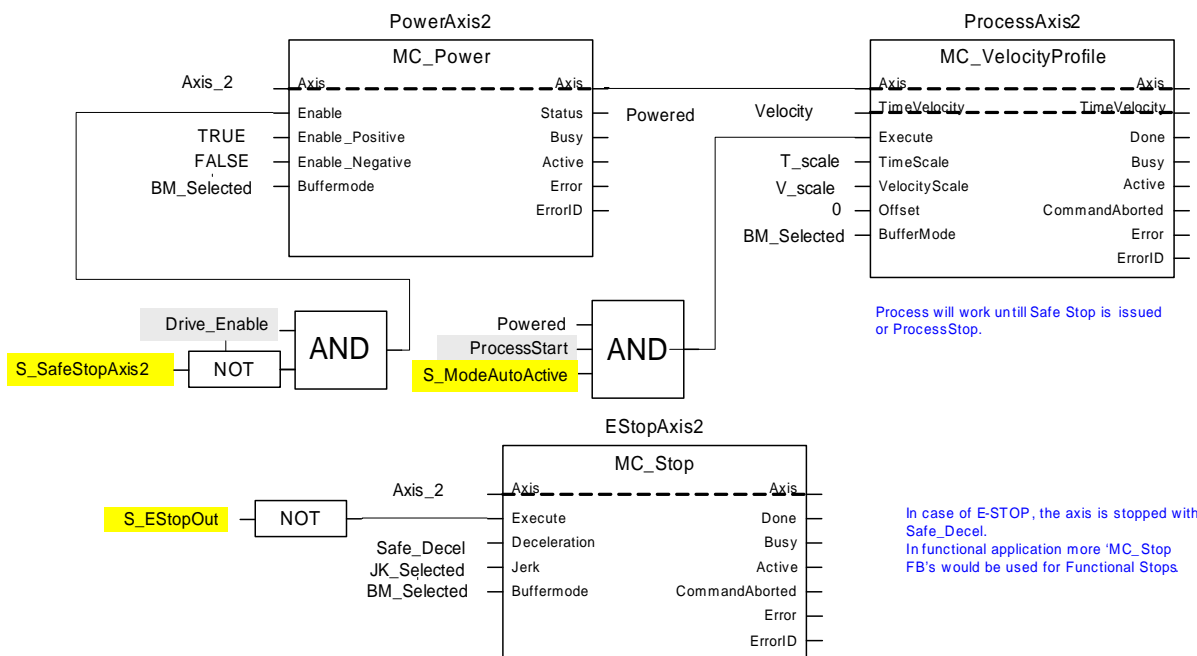 PowerAxis2
ProcessAxis2
MC_Power
MC_VelocityProfile
Axis_2
Axis
Axis
Axis
Axis
Enable
Status
Powered
Velocity
TimeVelocity
TimeVelocity
TRUE
Enable_Positive
Busy
Execute
Done
FALSE
Enable_Negative
Active
T_scale
TimeScale
Busy
BM_Selected
Buffermode
Error
V_scale
VelocityScale
Active
ErrorID
0
Offset
CommandAborted
BM_Selected
BufferMode
Error
ErrorID
Process will work untill Safe Stop is issued
or ProcessStop.
Drive_Enable
AND
S_SafeStopAxis2
NOT
Powered
ProcessStart
AND
S_ModeAutoActive
EStopAxis2
MC_Stop
Axis_2
Axis
Axis
S_EStopOut
NOT
Execute
Done
Safe_Decel
Deceleration
Busy
JK_Selected
Jerk
Active
BM_Selected
Buffermode
CommandAborted
Error
ErrorID
In case of E-STOP, the axis is stopped with
Safe_Decel.
In functional application more ‘MC_Stop
FB’s would be used for Functional Stops.